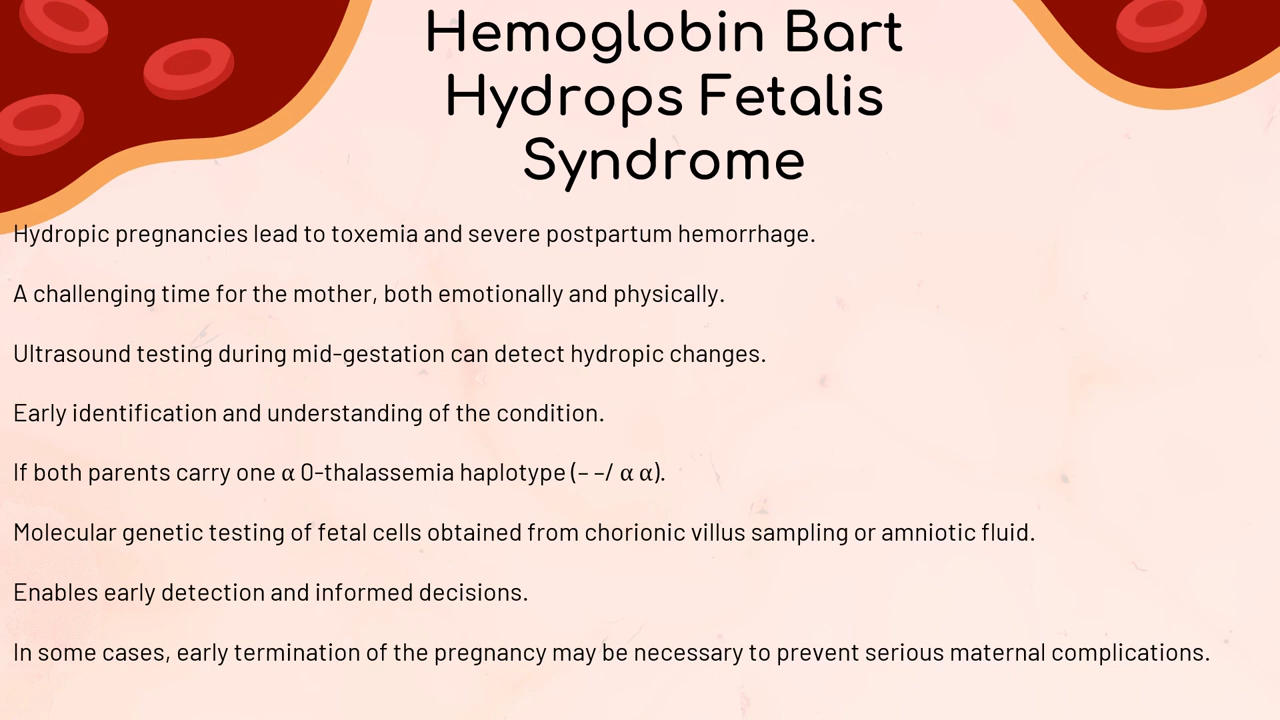 Hemoglobin Bart
Hydrops Fetalis
Syndrome
Hydropic pregnancies lead to toxemia and severe postpartum hemorrhage.
A challenging time for the mother, both emotionally and physically.
Ultrasound testing during mid-gestation can detect hydropic changes.
Early identification and understanding of the condition.
If both parents carry one α 0-thalassemia haplotype (– –/ α α).
Molecular genetic testing of fetal cells obtained from chorionic villus sampling or amniotic fluid.
Enables early detection and informed decisions.
In some cases, early termination of the pregnancy may be necessary to prevent serious maternal complications.